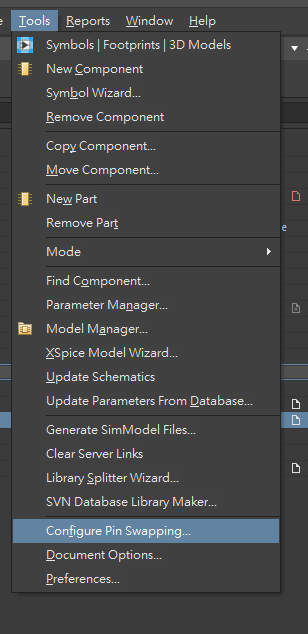 e Tools Reports Window Help
Symbols | Footprints | 3D Models
New Component
Symbol Wizard...
Remove Component
Copy Component...
Move Component...
New Part
Remove Part
Mode
e
Find Component...
Parameter Manager...
Model Manager...
XSpice Model Wizard...
Update Schematics
Update Parameters From Database...
Generate SimModel Files...
Clear Server Links
Library Splitter Wizard...
SVN Database Library Maker...
Configure Pin Swapping...
Document Options...
Preferences...